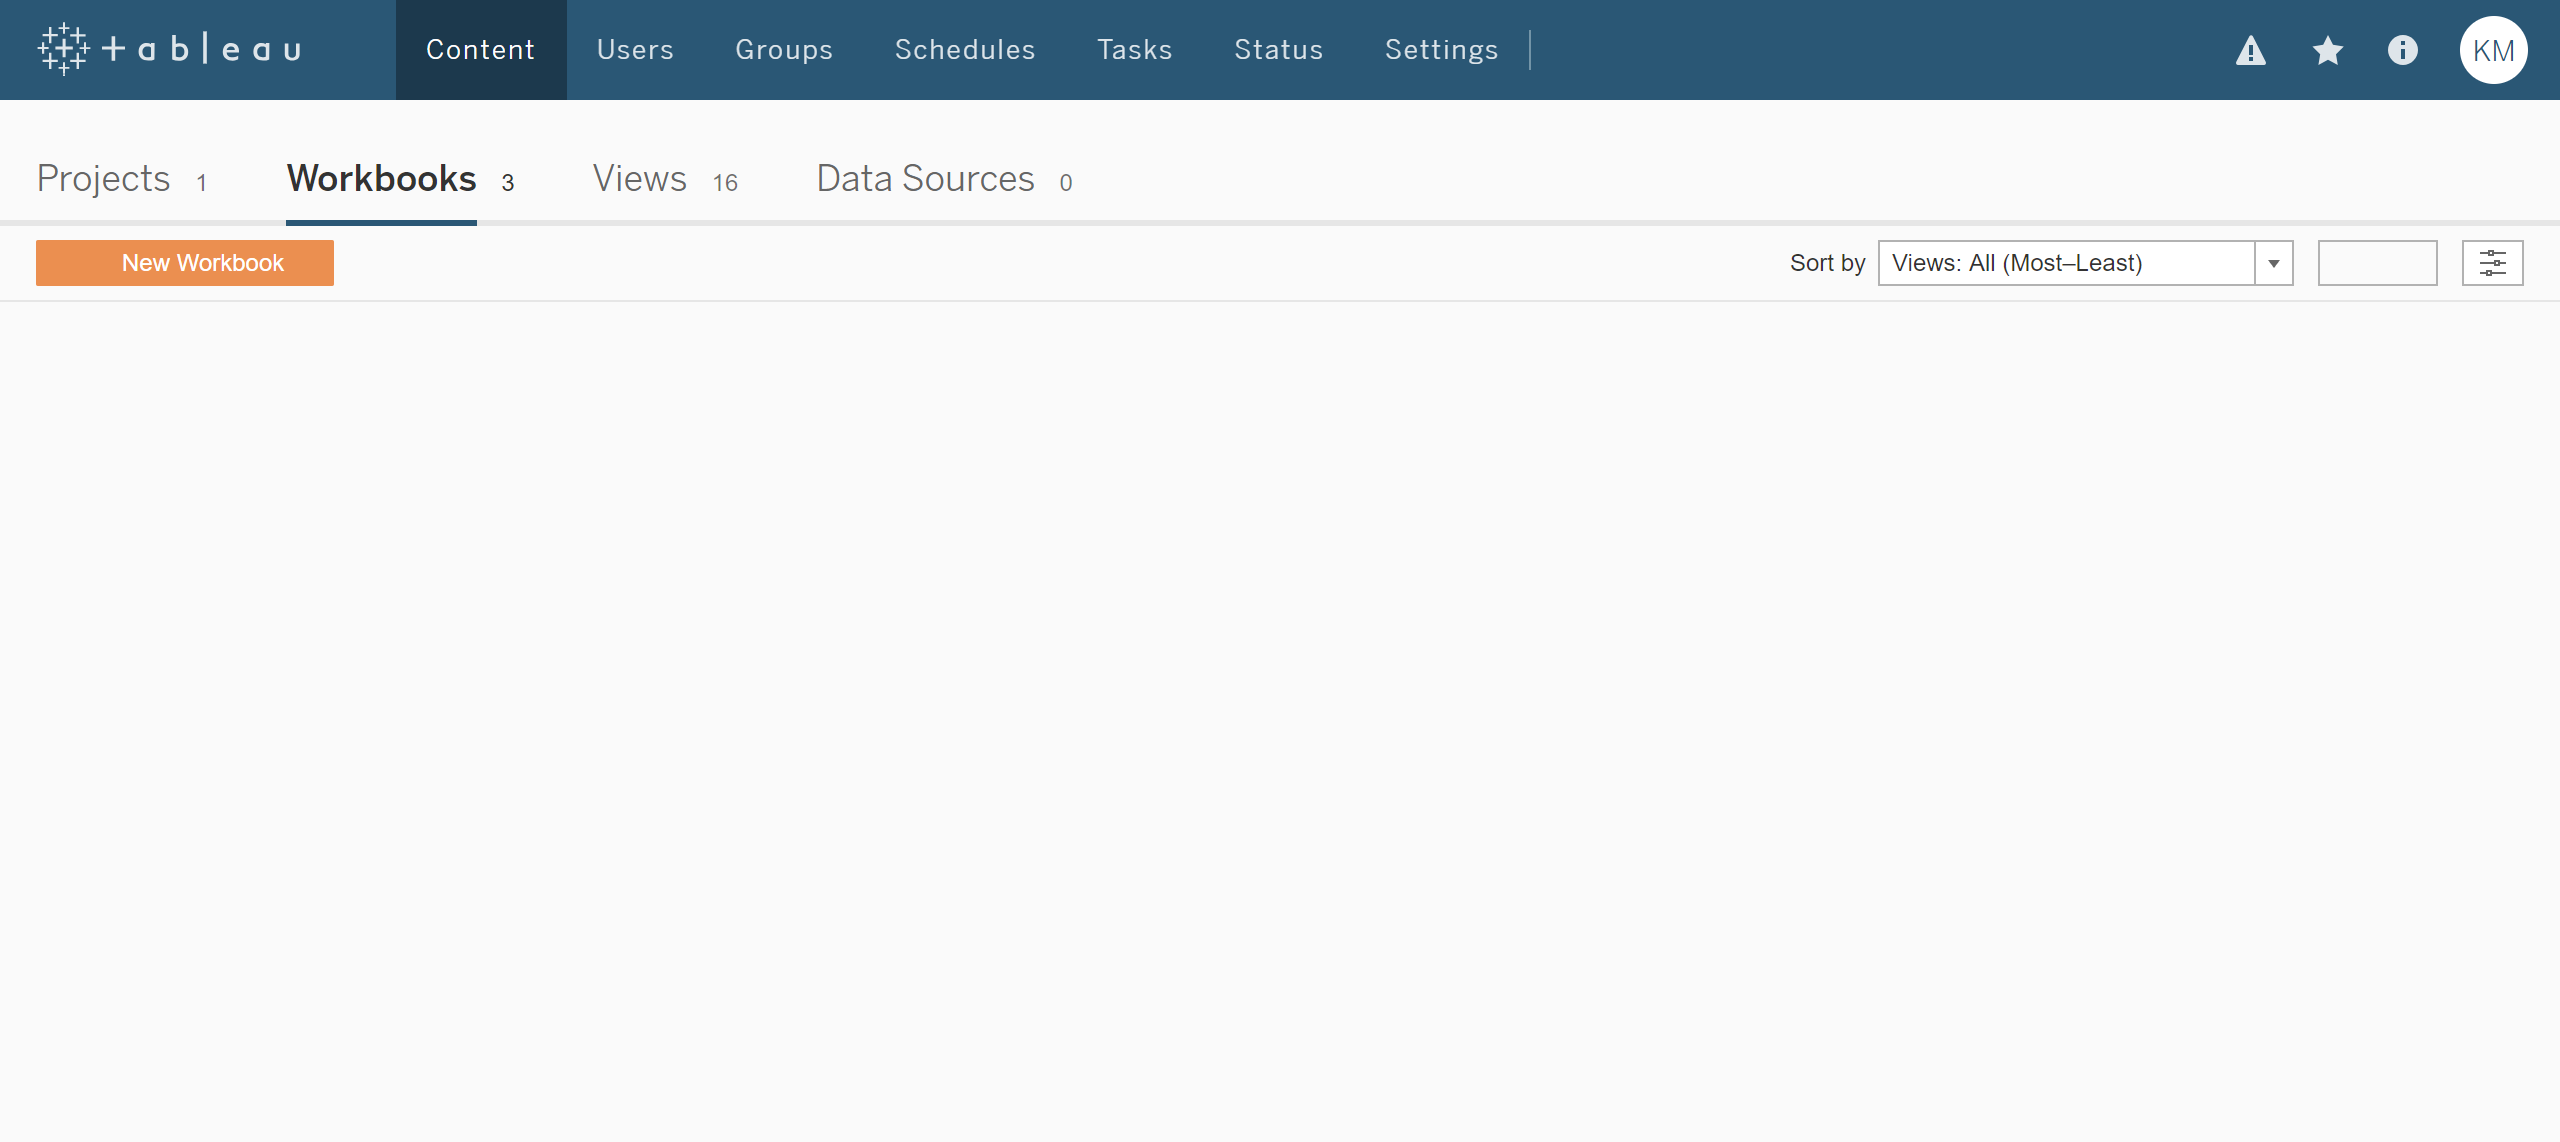 +ableau Content Users Groups Schedules Tasks Status Settings KM
Projects 1 Workbooks 3 Views 16 Data Sources 0
New Workbook Sort by Views: All (Most–Least)